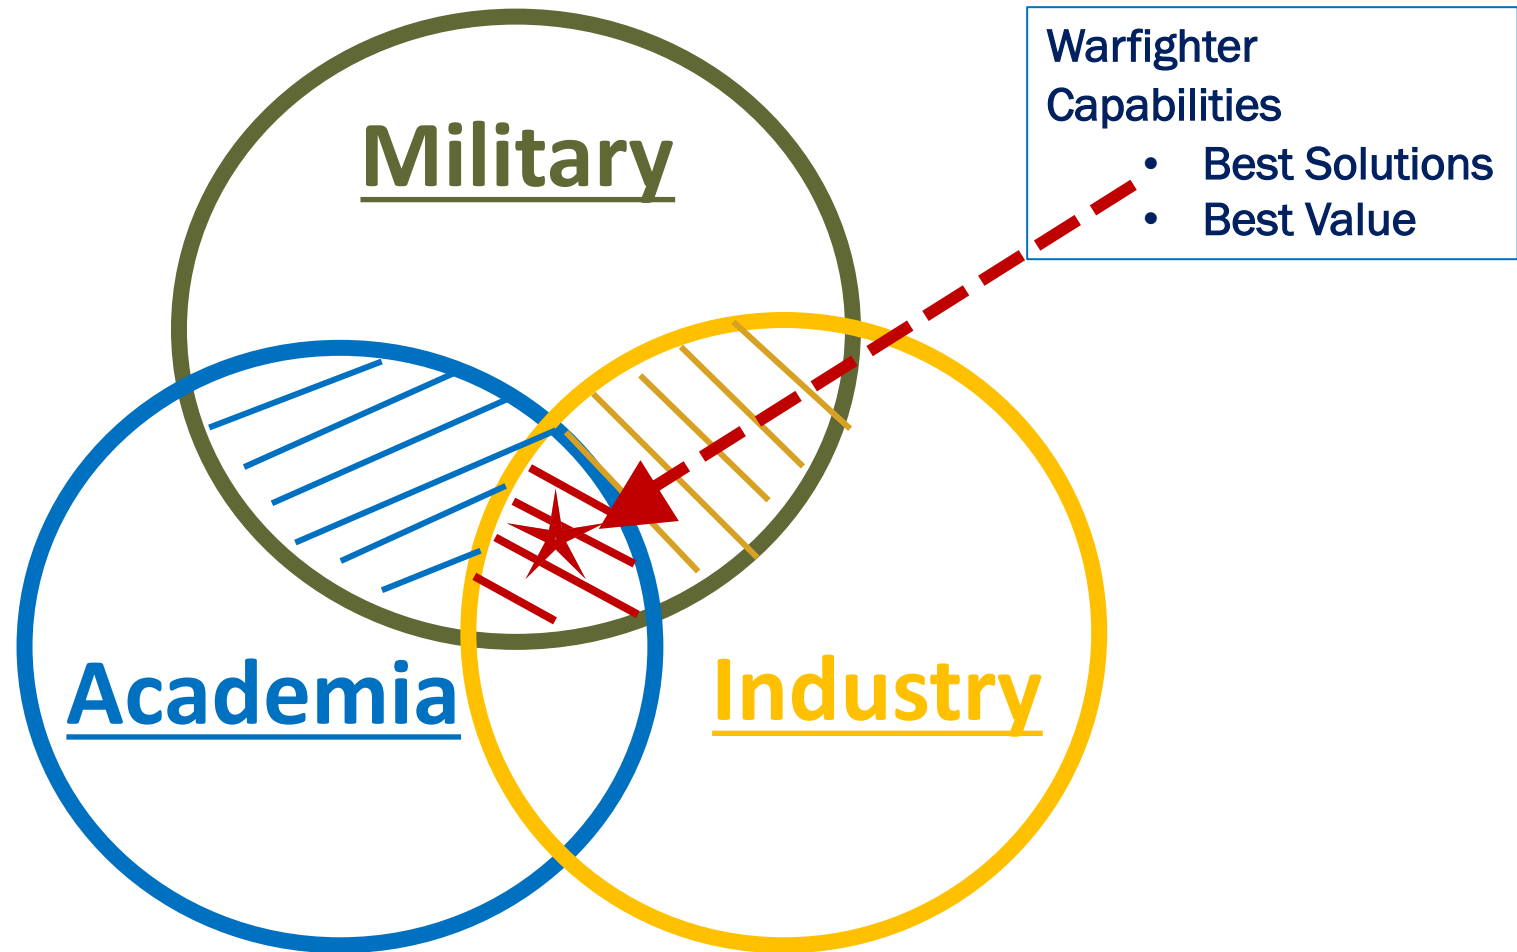 Warfighter
Capabilities
• Best Solutions
• Best Value
Military
Academia
Industry